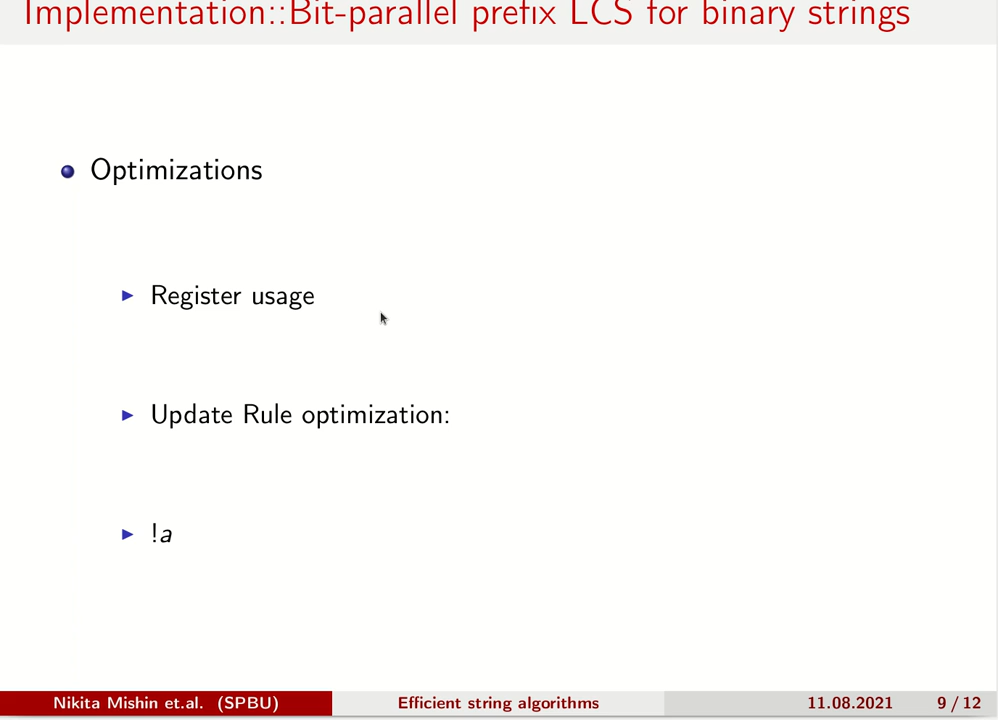 Implementation::Bit-parallel prefix LCS for binary strings
Optimizations
Register usage
Update Rule optimization:
!a
Nikita Mishin et.al. (SPBU) Efficient string algorithms 11.08.2021 9 / 12